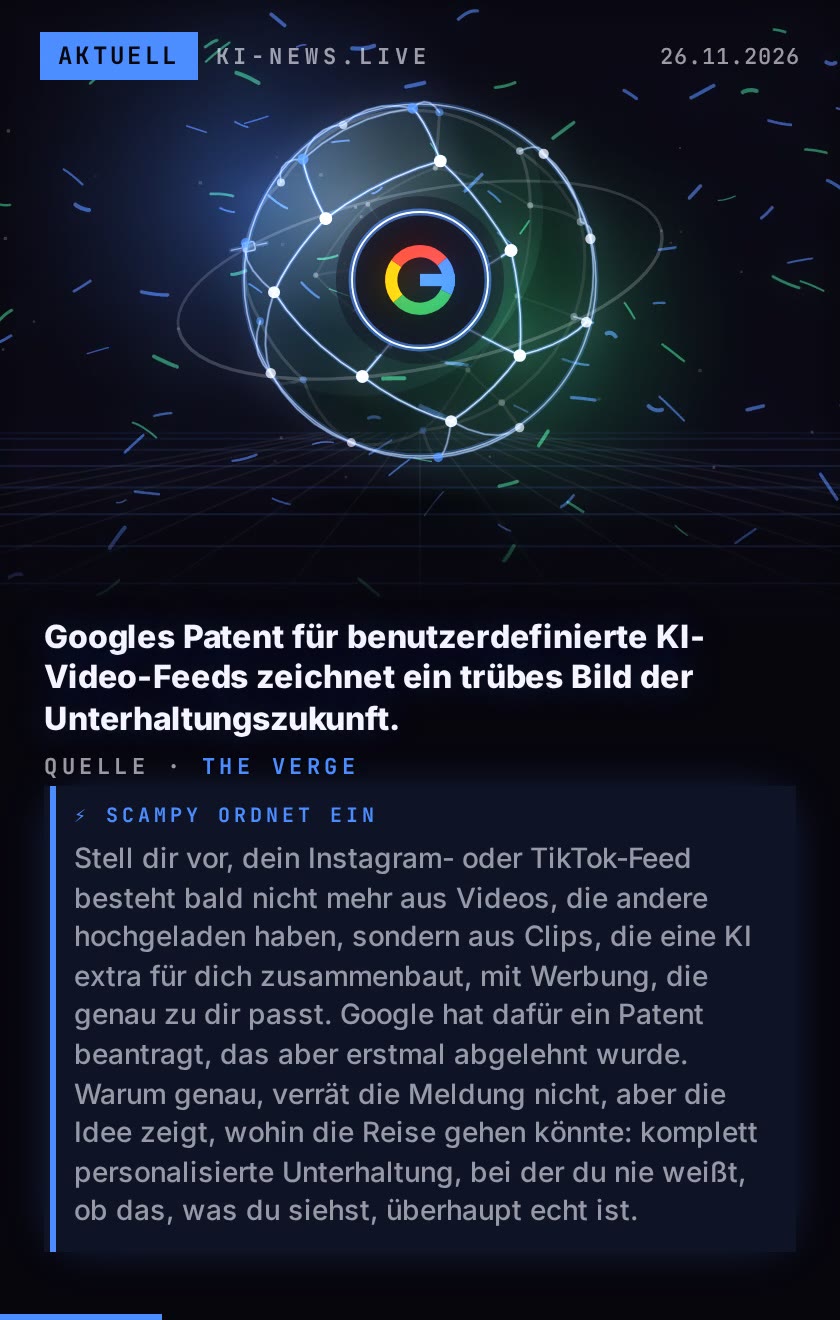 AKTUELL KI-NEWS.LIVE 26.11.2026
Googles Patent für benutzerdefinierte KI-
Video-Feeds zeichnet ein trübes Bild der
Unterhaltungszukunft.
QUELLE · THE VERGE
⚡ SCAMPY ORDNET EIN
Stell dir vor, dein Instagram- oder TikTok-Feed
besteht bald nicht mehr aus Videos, die andere
hochgeladen haben, sondern aus Clips, die eine KI
extra für dich zusammenbaut, mit Werbung, die
genau zu dir passt. Google hat dafür ein Patent
beantragt, das aber erstmal abgelehnt wurde.
Warum genau, verrät die Meldung nicht, aber die
Idee zeigt, wohin die Reise gehen könnte: komplett
personalisierte Unterhaltung, bei der du nie weißt,
ob das, was du siehst, überhaupt echt ist.